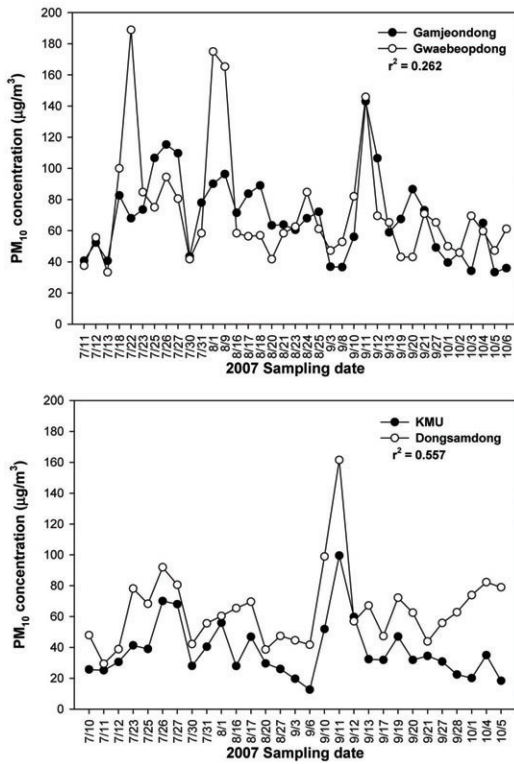 200
180
160
140
120
100
80
60
40
20
0
PM10 concentration (μg/m³)
Gamjeondong
Gwaebeopdong
r² = 0.262
7/11 7/12 7/13 7/18 7/22 7/23 7/25 7/26 7/27 7/30 7/31 8/1 8/9 8/16 8/17 8/18 8/20 8/21 8/23 8/24 8/25 9/3 9/8 9/10 9/11 9/12 9/13 9/19 9/20 9/21 9/27 9/1 10/1 10/2 10/3 10/4 10/5 10/6
2007 Sampling date
200
180
160
140
120
100
80
60
40
20
0
PM10 concentration (μg/m³)
KMU
Dongsamdong
r² = 0.557
7/10 7/11 7/12 7/23 7/25 7/26 7/27 7/30 7/31 8/1 8/16 8/17 8/20 8/27 9/3 9/6 9/10 9/11 9/12 9/13 9/17 9/19 9/20 9/21 9/27 9/28 10/1 10/4 10/5
2007 Sampling date